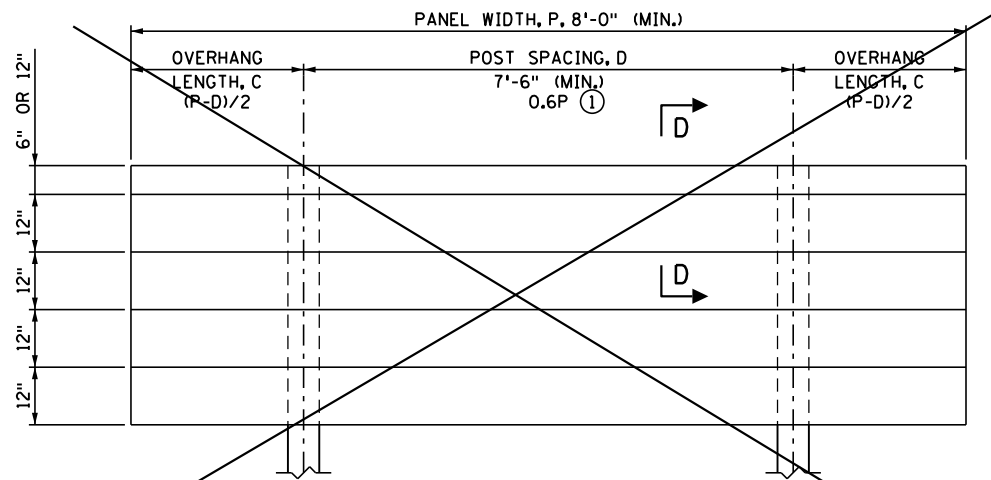 PANEL WIDTH, P, 8'-0" (MIN.)
OVERHANG
LENGTH, C
(P-D)/2
POST SPACING, D
7'-6" (MIN.)
0.6P 1
OVERHANG
LENGTH, C
(P-D)/2
6" OR 12"
D
12"
12"
D
12"
12"